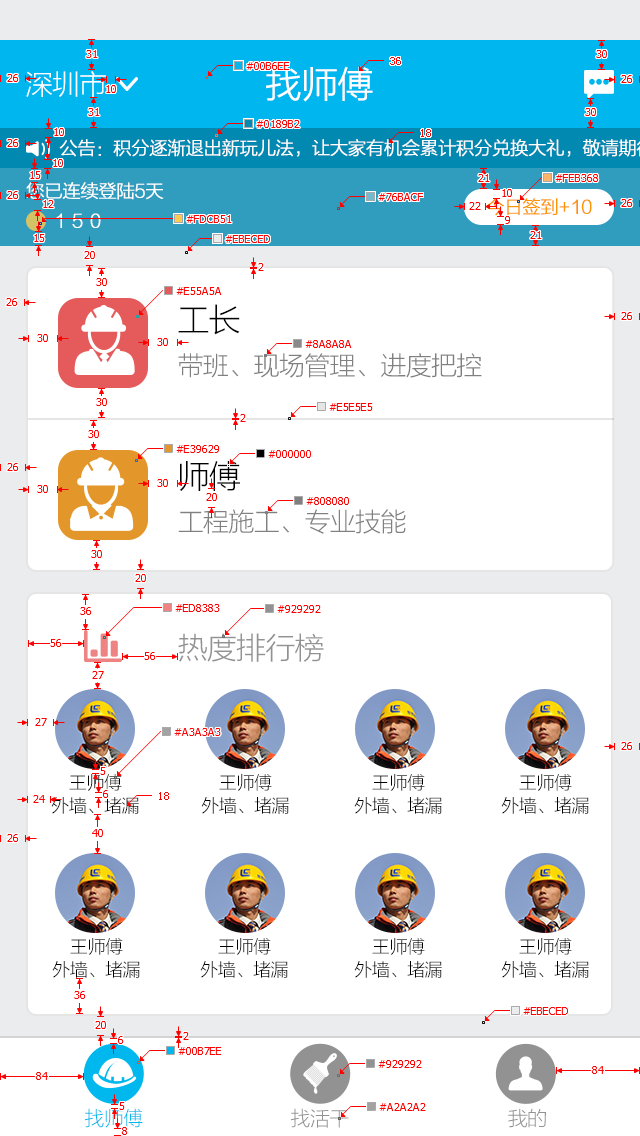 31
30
#00B6EE
36
26
深圳市
10
找师傅
26
31
30
#0189B2
10
18
26
公告：积分逐渐退出新玩儿法，让大家有机会累计积分兑换大礼，敬请期待
10
15
21
#FEB368
26
您已连续登陆5天
#76BACF
10
26
12
22
今日签到+10
150
#FDCB51
9
15
#EBECED
21
20
2
30
#E55A5A
26
26
工长
30
30
#8A8A8A
带班、现场管理、进度把控
30
#E5E5E5
2
30
#E39629
#000000
26
师傅
30
30
20
#808080
工程施工、专业技能
30
20
36
#ED8383
#929292
56
56
热度排行榜
27
27
#A3A3A3
26
5
王师傅 王师傅 王师傅 王师傅
24
6
18
外墙、堵漏 外墙、堵漏 外墙、堵漏 外墙、堵漏
40
26
王师傅 王师傅 王师傅 王师傅
外墙、堵漏 外墙、堵漏 外墙、堵漏 外墙、堵漏
36
#EBECED
20
2
6
#00B7EE
#929292
84
84
5
#A2A2A2
找师傅 找活干 我的
8